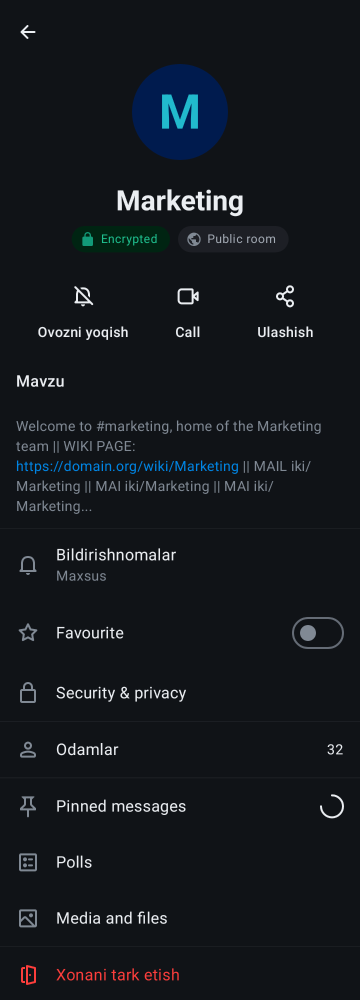 M
Marketing
Encrypted
Public room
Ovozni yoqish
Call
Ulashish
Mavzu
Welcome to #marketing, home of the Marketing
team || WIKI PAGE:
https://domain.org/wiki/Marketing || MAIL iki/
Marketing || MAI iki/Marketing || MAI iki/
Marketing...
Bildirishnomalar
Maxsus
Favourite
Security & privacy
Odamlar
32
Pinned messages
Polls
Media and files
Xonani tark etish